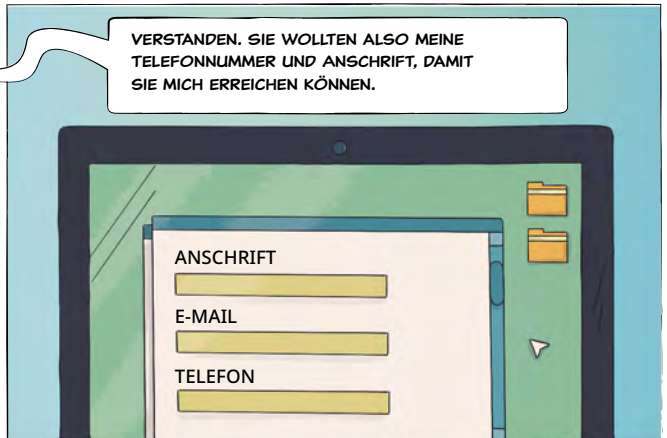 VERSTANDEN. SIE WOLLTEN ALSO MEINE
TELEFONNUMMER UND ANSCHRIFT, DAMIT
SIE MICH ERREICHEN KÖNNEN.
ANSCHRIFT
E-MAIL
TELEFON